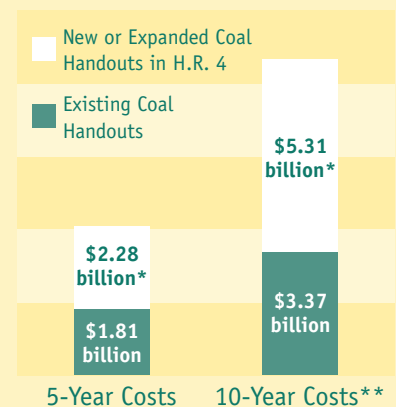 New or Expanded Coal
Handouts in H.R. 4
Existing Coal
Handouts
$5.31
billion*
$2.28
billion*
$3.37
billion
$1.81
billion
5-Year Costs
10-Year Costs**